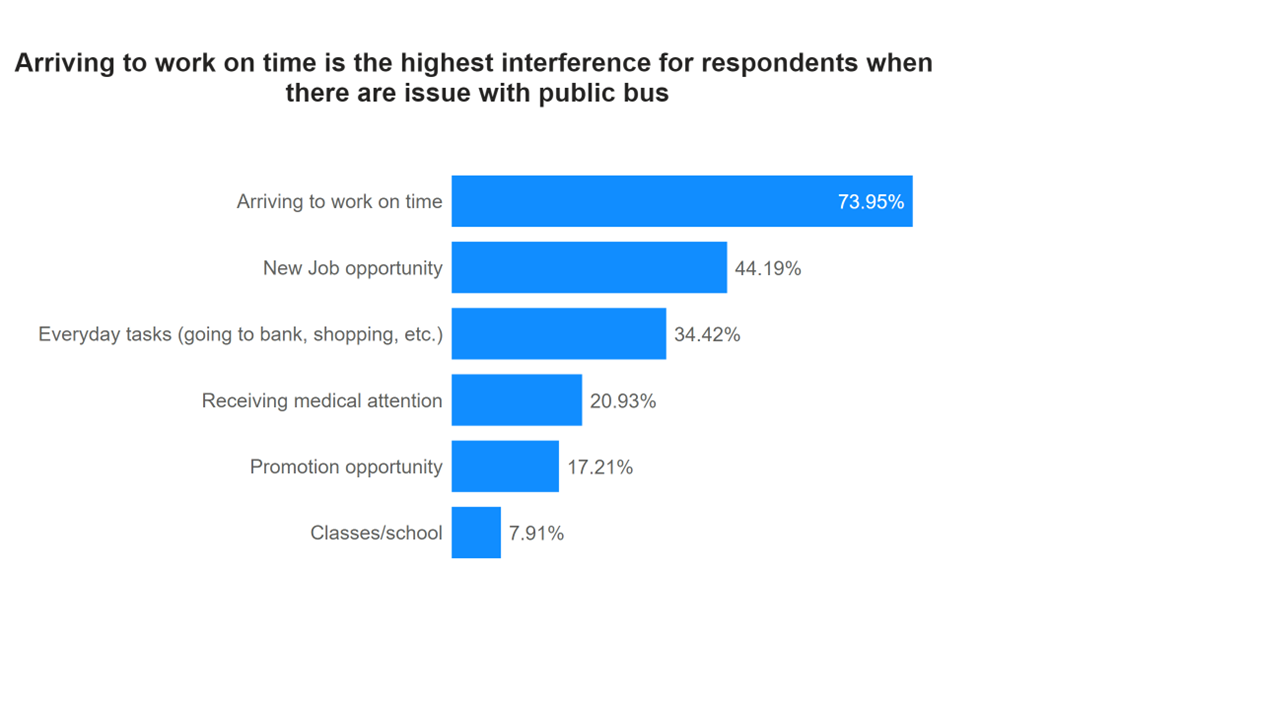 Arriving to work on time is the highest interference for respondents when
there are issue with public bus
Arriving to work on time 73.95%
New Job opportunity 44.19%
Everyday tasks (going to bank, shopping, etc.) 34.42%
Receiving medical attention 20.93%
Promotion opportunity 17.21%
Classes/school 7.91%